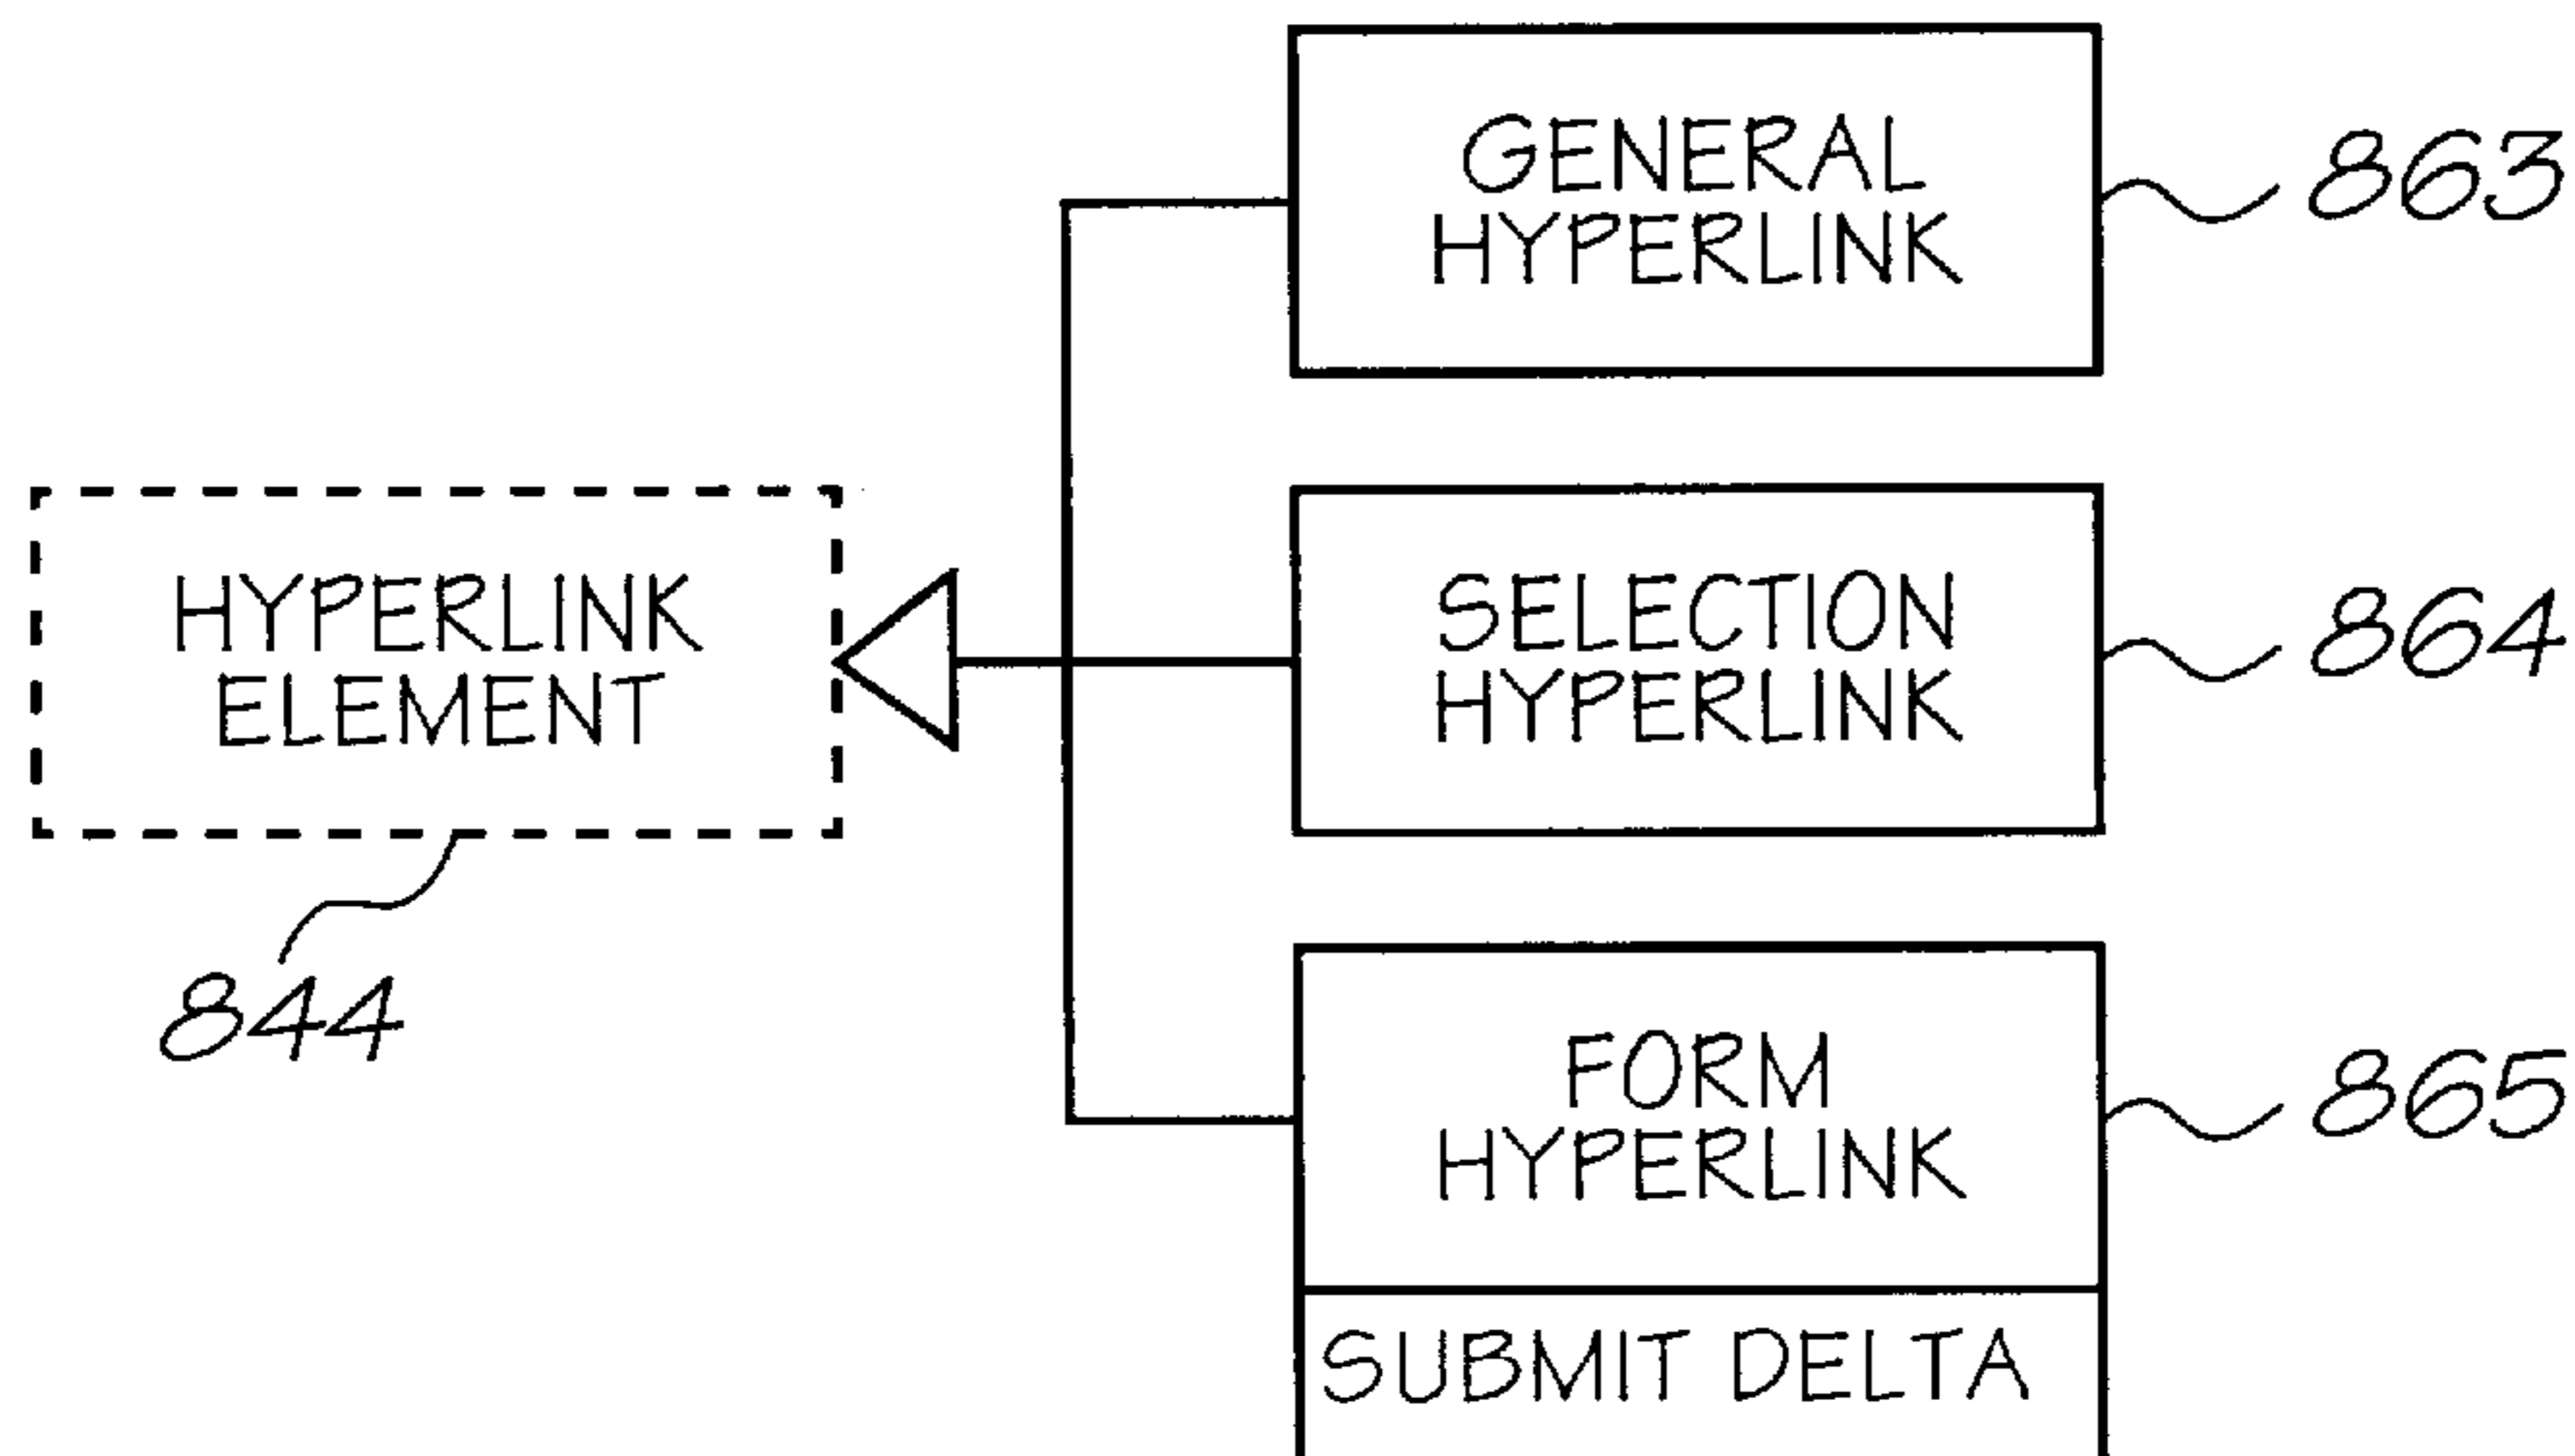 GENERAL
HYPERLINK
863
HYPERLINK
ELEMENT
844
SELECTION
HYPERLINK
864
FORM
HYPERLINK
865
SUBMIT DELTA